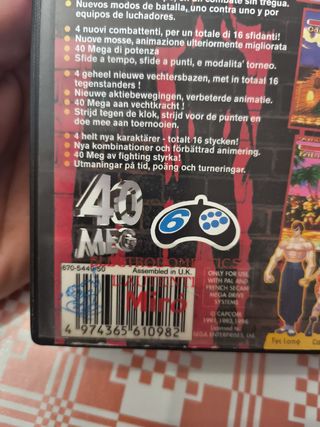 Nuevos modos de batalla, uno contra uno y por
equipos de luchadores.
4 nuovi combattenti, per un totale di 16 sfidanti!
Nuove mosse, animazione ulteriormente migliorata
40 Mega di potenza
Sfide a tempo, sfide a punti, e modalita' torneo.
4 geheel nieuwe vechtersbazen, met in totaal 16
tegenstanders !
Nieuwe aktiebewegingen, verbeterde animatie.
40 Mag aan vechtkracht !
Strijd tegen de klok, strijd voor de punten en
doe mee aan toernooien.
4 helt nya karaktärer - totalt 16 stycken!
Nya kombinationer och förbättrad animering.
40 Meg av fighting styrka!
Utmaningar på tid, poäng och turneringar.
40
MEG
6
670-5449-50
Assembled in U.K.
4 974365 610982
ONLY FOR USE
WITH PAL AND
FRENCH SECAM
MEGA DRIVE
SYSTEMS
© CAPCOM
SEGA ENTERPRISES, Ltd.
Fei Long